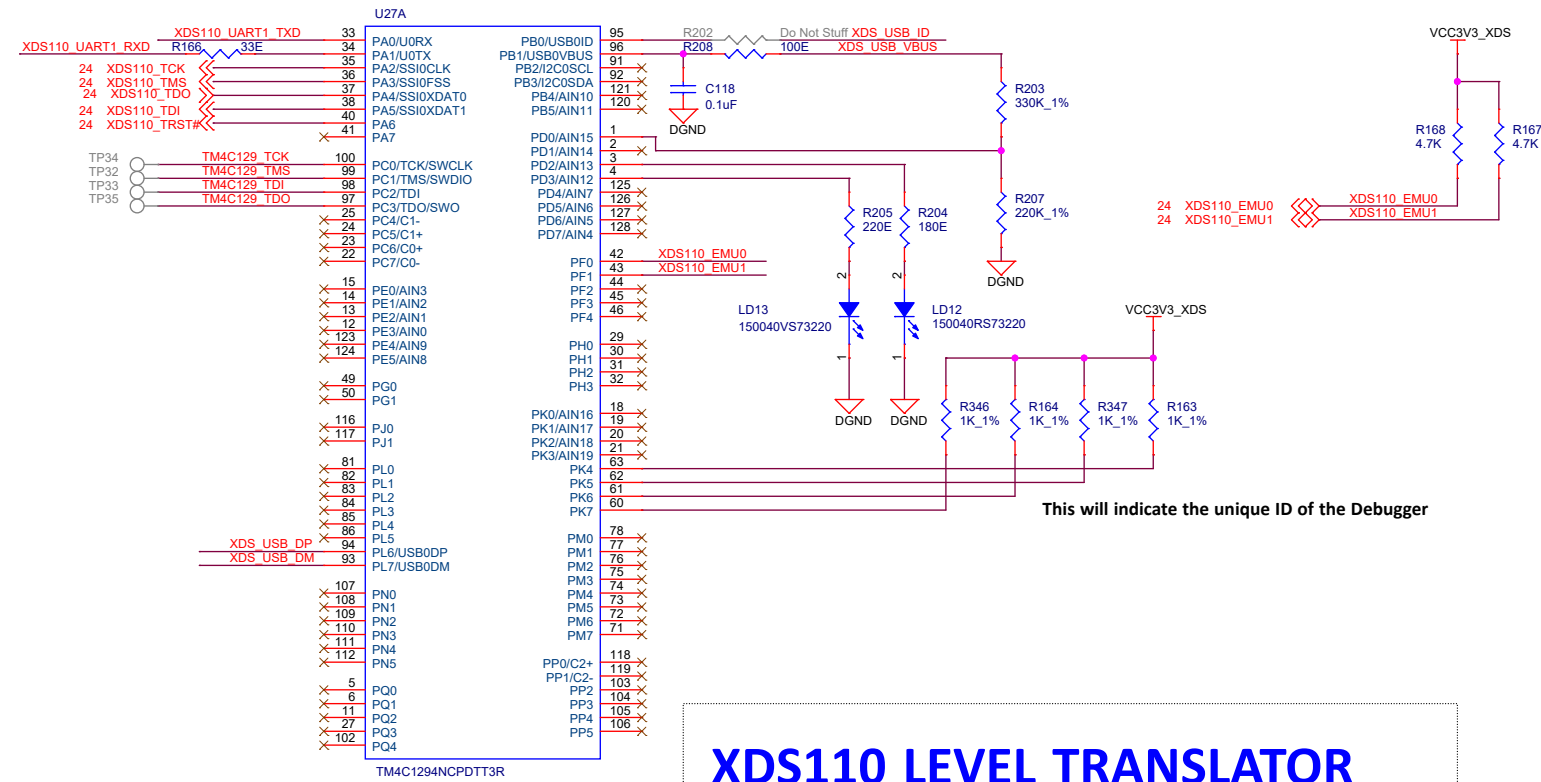 U27A
XDS110_UART1_TXD 33 PA0/U0RX
XDS110_UART1_RXD R166 33E 34 PA1/U0TX
24 XDS110_TCK 35 PA2/SSI0CLK
24 XDS110_TMS 36 PA3/SSI0FSS
24 XDS110_TDO 37 PA4/SSI0XDAT0
24 XDS110_TDI 38 PA5/SSI0XDAT1
24 XDS110_TRST# 40 PA6
41 PA7
TP34 TM4C129_TCK 100 PC0/TCK/SWCLK
TP32 TM4C129_TMS 99 PC1/TMS/SWDIO
TP33 TM4C129_TDI 98 PC2/TDI
TP35 TM4C129_TDO 97 PC3/TDO/SWO
25 PC4/C1-
24 PC5/C1+
23 PC6/C0+
22 PC7/C0-
15 PE0/AIN3
14 PE1/AIN2
13 PE2/AIN1
12 PE3/AIN0
123 PE4/AIN9
124 PE5/AIN8
49 PG0
50 PG1
116 PJ0
117 PJ1
81 PL0
82 PL1
83 PL2
84 PL3
85 PL4
86 PL5
XDS_USB_DP 94 PL6/USB0DP
XDS_USB_DM 93 PL7/USB0DM
107 PN0
108 PN1
109 PN2
110 PN3
111 PN4
112 PN5
5 PQ0
6 PQ1
11 PQ2
27 PQ3
102 PQ4
TM4C1294NCPDTT3R
PB0/USB0ID 95 R202 Do Not Stuff XDS_USB_ID
PB1/USB0VBUS 96 R208 100E XDS_USB_VBUS
PB2/I2C0SCL 91
PB3/I2C0SDA 92
PB4/AIN10 121
PB5/AIN11 120
C118
0.1uF
DGND
PD0/AIN15 1
PD1/AIN14 2
PD2/AIN13 3
PD3/AIN12 4
PD4/AIN7 125
PD5/AIN6 126
PD6/AIN5 127
PD7/AIN4 128
R203
330K_1%
R207
220K_1%
DGND
R205
220E
R204
180E
2
2
LD13
150040VS73220
LD12
150040RS73220
1
1
DGND
DGND
PF0 42 XDS110_EMU0
PF1 43 XDS110_EMU1
PF2 44
PF3 45
PF4 46
PH0 29
PH1 30
PH2 31
PH3 32
PK0/AIN16 18
PK1/AIN17 19
PK2/AIN18 20
PK3/AIN19 21
PK4 63
PK5 62
PK6 61
PK7 60
PM0 78
PM1 77
PM2 76
PM3 75
PM4 74
PM5 73
PM6 72
PM7 71
PP0/C2+ 118
PP1/C2- 119
PP2 103
PP3 104
PP4 105
PP5 106
VCC3V3_XDS
R168
4.7K
R167
4.7K
24 XDS110_EMU0 XDS110_EMU0
24 XDS110_EMU1 XDS110_EMU1
VCC3V3_XDS
R346
1K_1%
R164
1K_1%
R347
1K_1%
R163
1K_1%
This will indicate the unique ID of the Debugger
XDS110 LEVEL TRANSLATOR